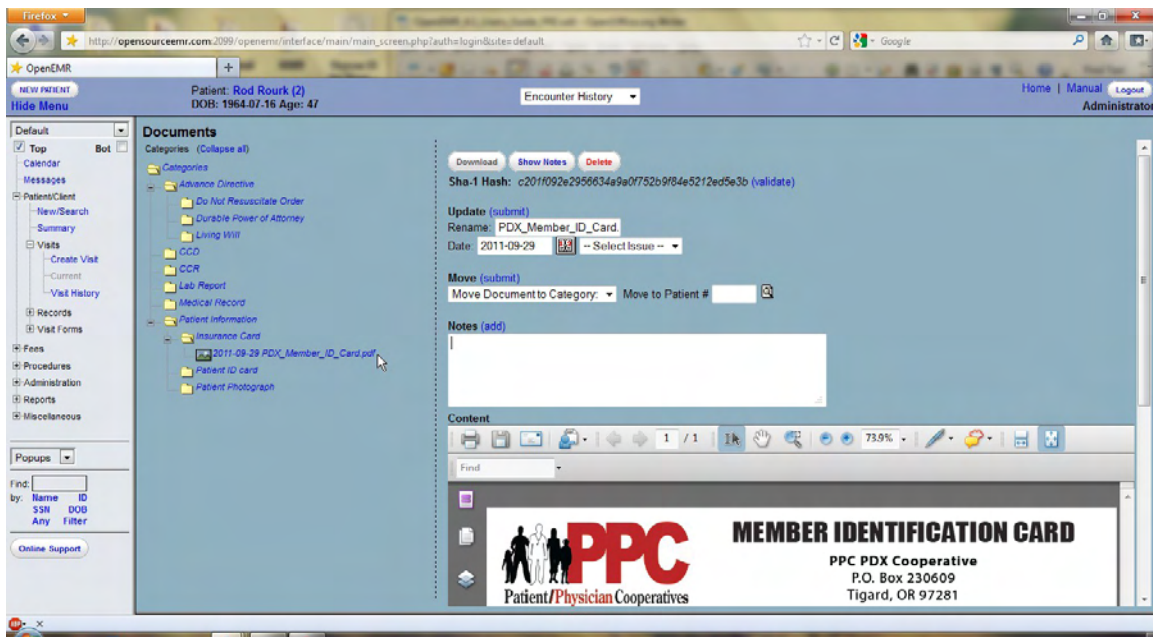 Firefox
http://opensourceemr.com:2099/openemr/interface/main/main_screen.php?auth=login&site=default
Google
OpenEMR
NEW PATIENT
Hide Menu
Patient: Rod Rourk (2)
DOB: 1964-07-16 Age: 47
Encounter History
Home | Manual Logout
Administrator
Default
Top Bot
Calendar
Messages
Patient/Client
New/Search
Summary
Visits
Create Visit
Current
Visit History
Records
Visit Forms
Fees
Procedures
Administration
Reports
Miscellaneous
Popups
Find:
by: Name ID
SSN DOB
Any Filter
Online Support
Documents
Categories (Collapse all)
Categories
Advance Directive
Do Not Resuscitate Order
Durable Power of Attorney
Living Will
CCD
CCR
Lab Report
Medical Record
Patient Information
Insurance Card
2011-09-29 PDX_Member_ID_Card.pdf
Patient ID card
Patient Photograph
Download Show Notes Delete
Sha-1 Hash: c201f092e2956634a9a0f752b9f84e5212ed5e3b (validate)
Update (submit)
Rename: PDX_Member_ID_Card.
Date: 2011-09-29 -- Select Issue --
Move (submit)
Move Document to Category: Move to Patient #
Notes (add)
Content
1 / 1 73.9%
Find
PPC
Patient/Physician Cooperatives
MEMBER IDENTIFICATION CARD
PPC PDX Cooperative
P.O. Box 230609
Tigard, OR 97281